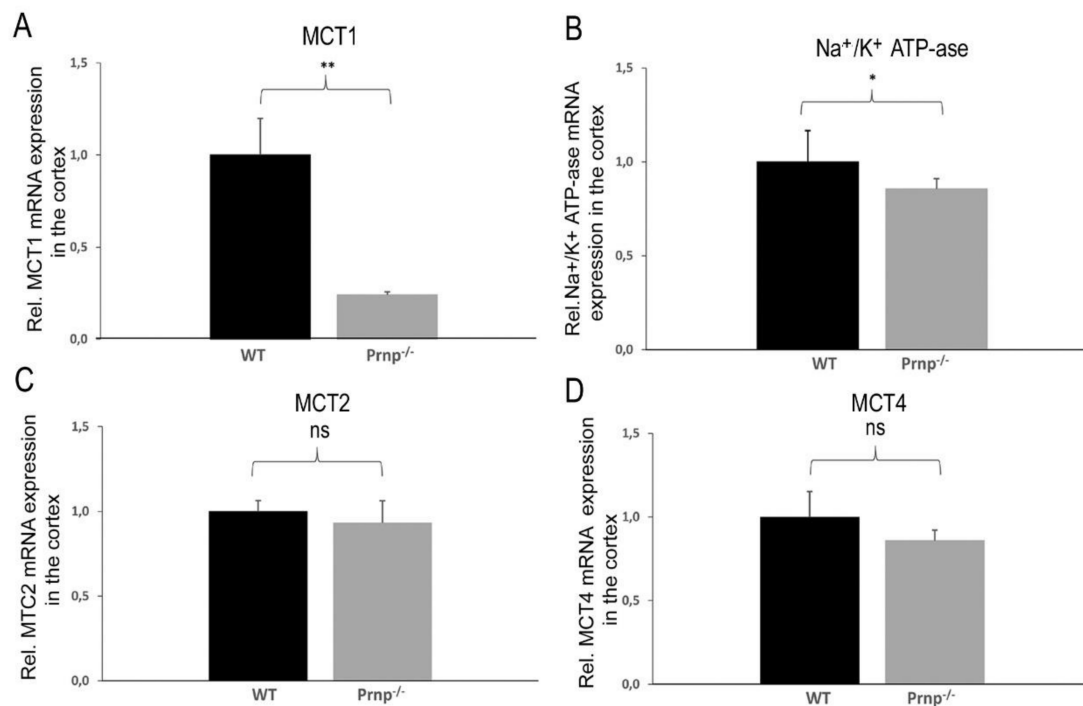 A
MCT1
**
Rel. MCT1 mRNA expression
in the cortex
1,5
1,0
0,5
0,0
WT
Prnp⁻/⁻
B
Na⁺/K⁺ ATP-ase
*
Rel.Na+/K+ ATP-ase mRNA
expression in the cortex
1,5
1,0
0,5
0,0
WT
Prnp⁻/⁻
C
MCT2
ns
Rel. MTC2 mRNA expression
in the cortex
1,5
1,0
0,5
0,0
WT
Prnp⁻/⁻
D
MCT4
ns
Rel. MCT4 mRNA expression
in the cortex
1,5
1,0
0,5
0,0
WT
Prnp⁻/⁻